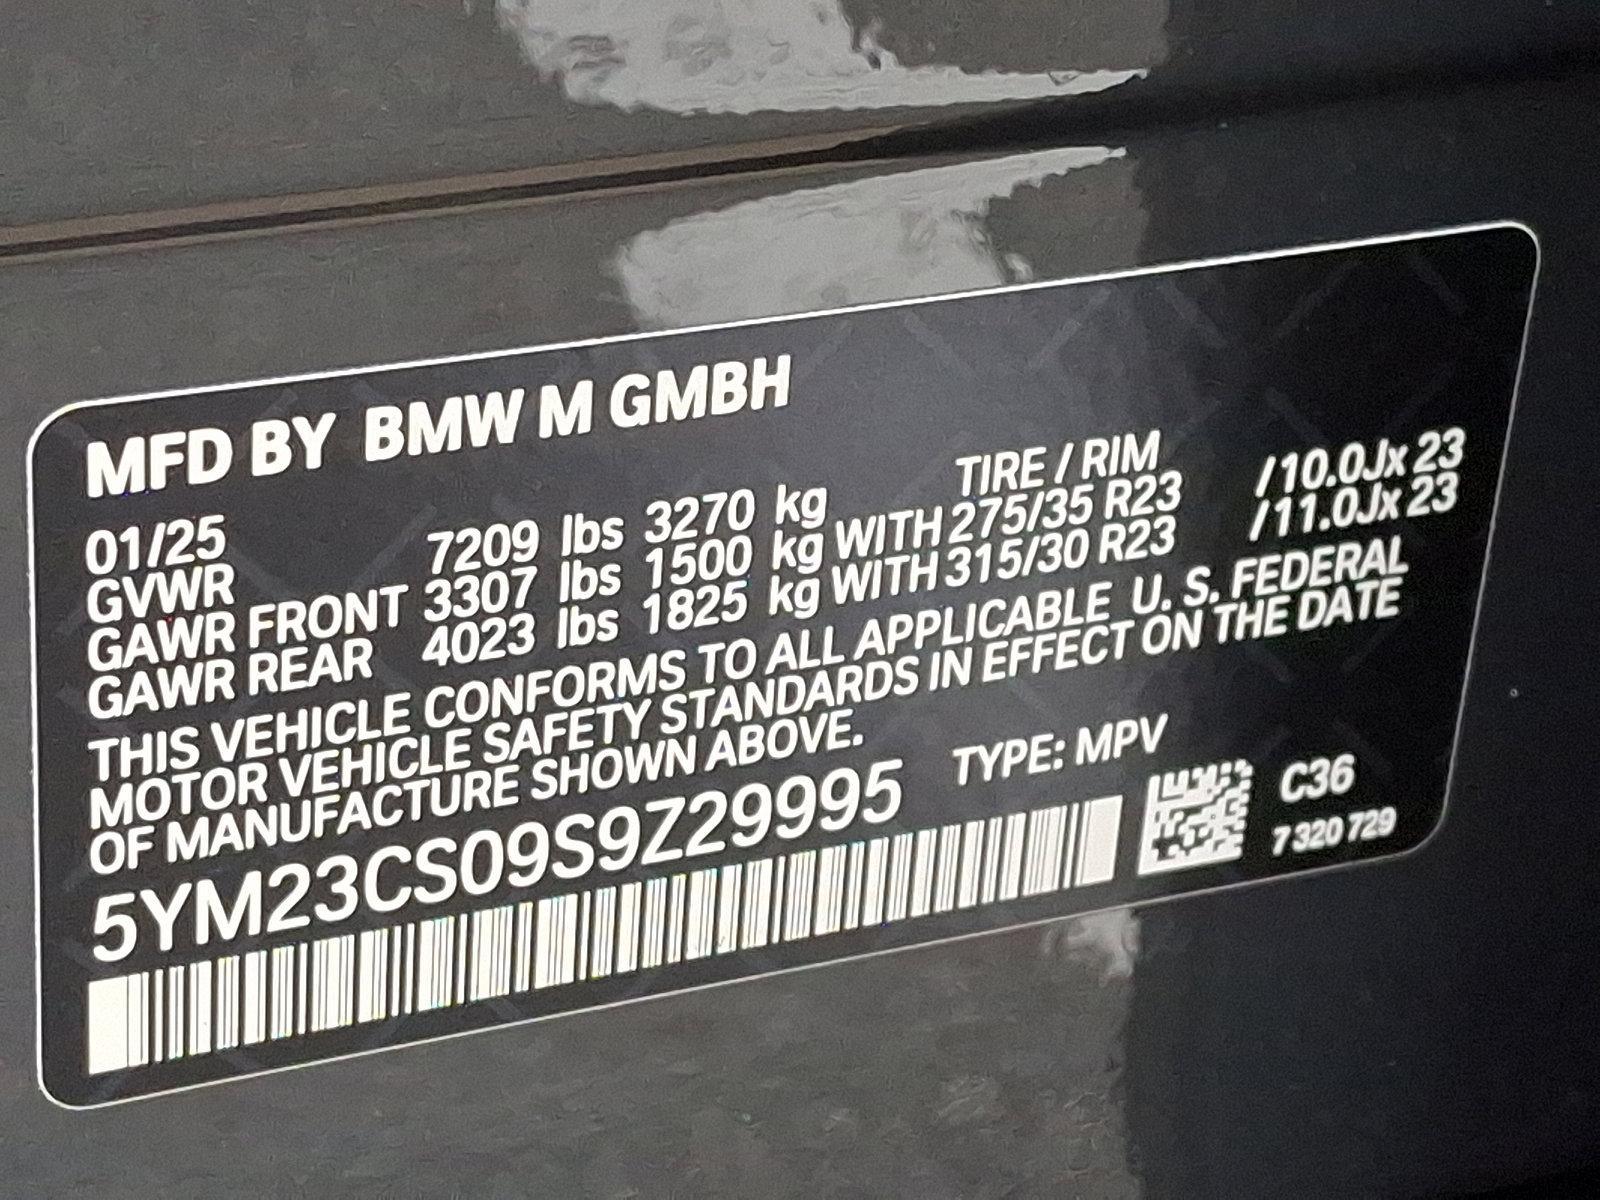 MFD BY BMW M GMBH
01/25 TIRE / RIM
GVWR 7209 lbs 3270 kg
GAWR FRONT 3307 lbs 1500 kg WITH 275/35 R23 /10.0Jx 23
GAWR REAR 4023 lbs 1825 kg WITH 315/30 R23 /11.0Jx 23
THIS VEHICLE CONFORMS TO ALL APPLICABLE U. S. FEDERAL
MOTOR VEHICLE SAFETY STANDARDS IN EFFECT ON THE DATE
OF MANUFACTURE SHOWN ABOVE.
5YM23CS09S9Z29995 TYPE: MPV
C36
7 320 729